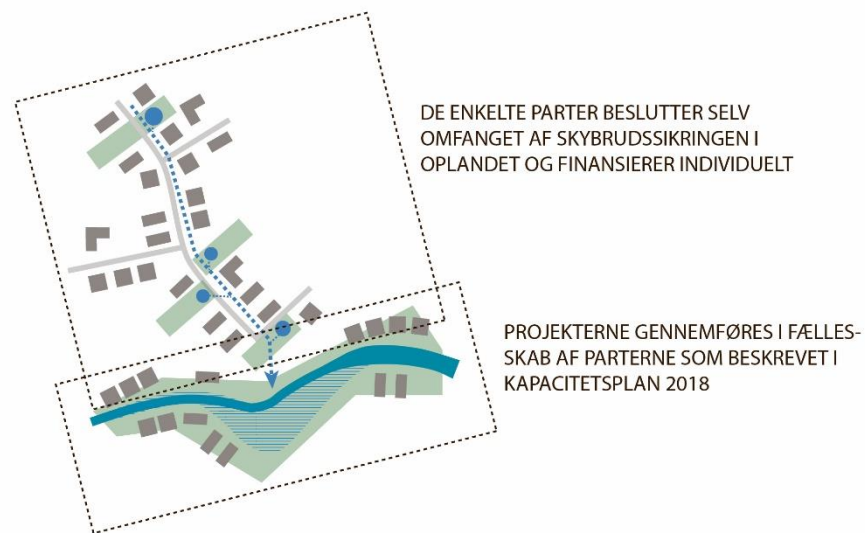 DE ENKELTE PARTER BESLUTTER SELV
OMFANGET AF SKYBRUDSSIKRINGEN I
OPLANDET OG FINANSIERER INDIVIDUELT
PROJEKTERNE GENNEMFØRES I FÆLLES-
SKAB AF PARTERNE SOM BESKREVET I
KAPACITETSPLAN 2018